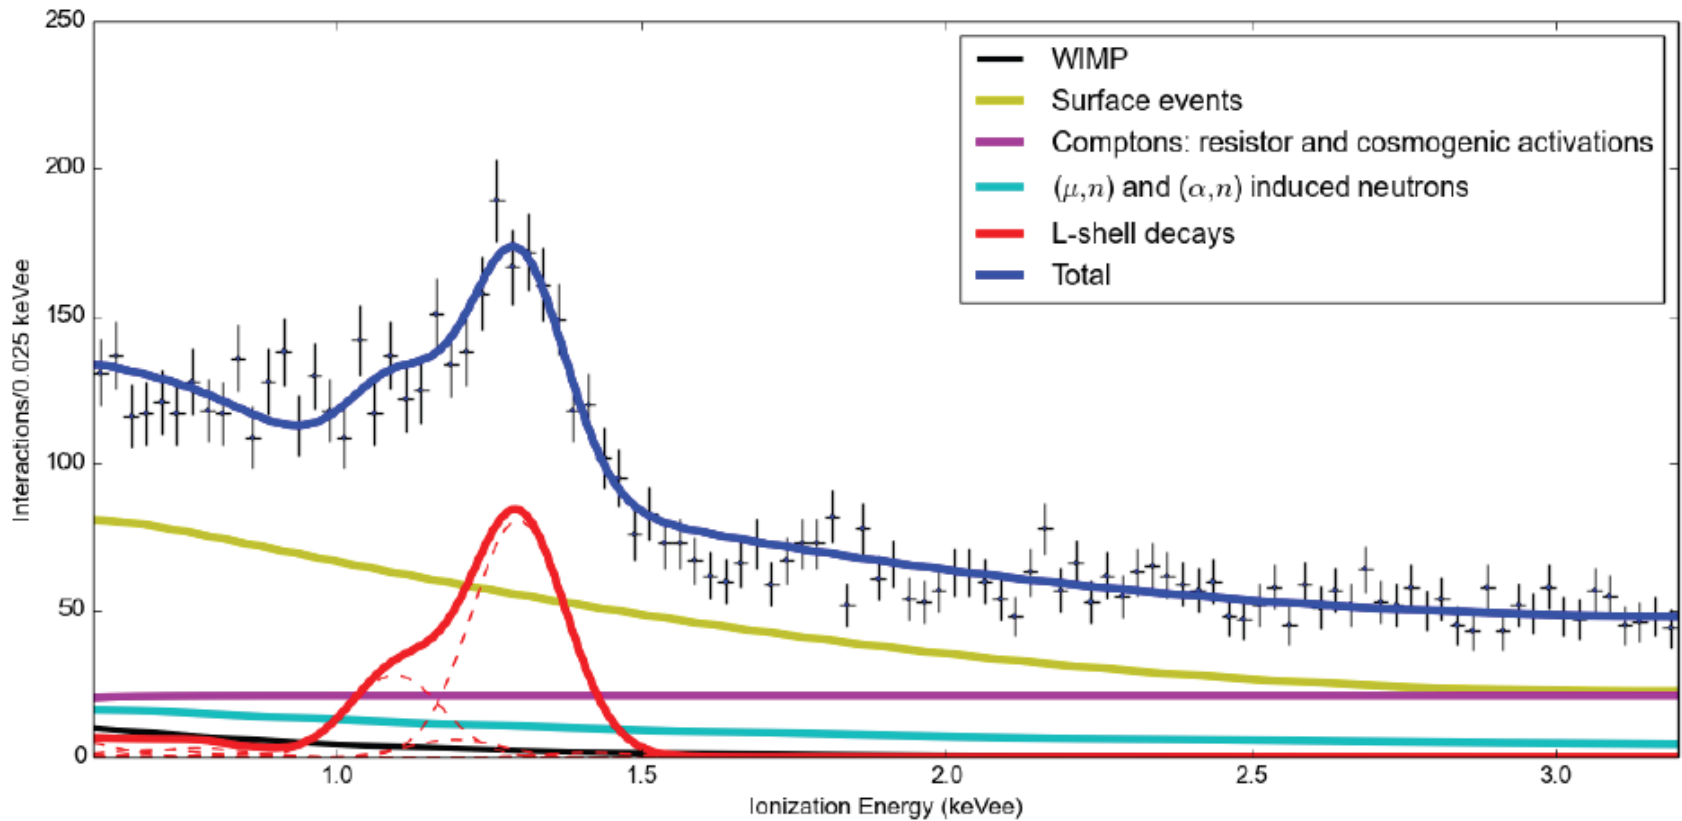 250
200
150
100
50
0
Interactions/0.025 keVee
WIMP
Surface events
Comptons: resistor and cosmogenic activations
(μ,n) and (α,n) induced neutrons
L-shell decays
Total
1.0 1.5 2.0 2.5 3.0
Ionization Energy (keVee)